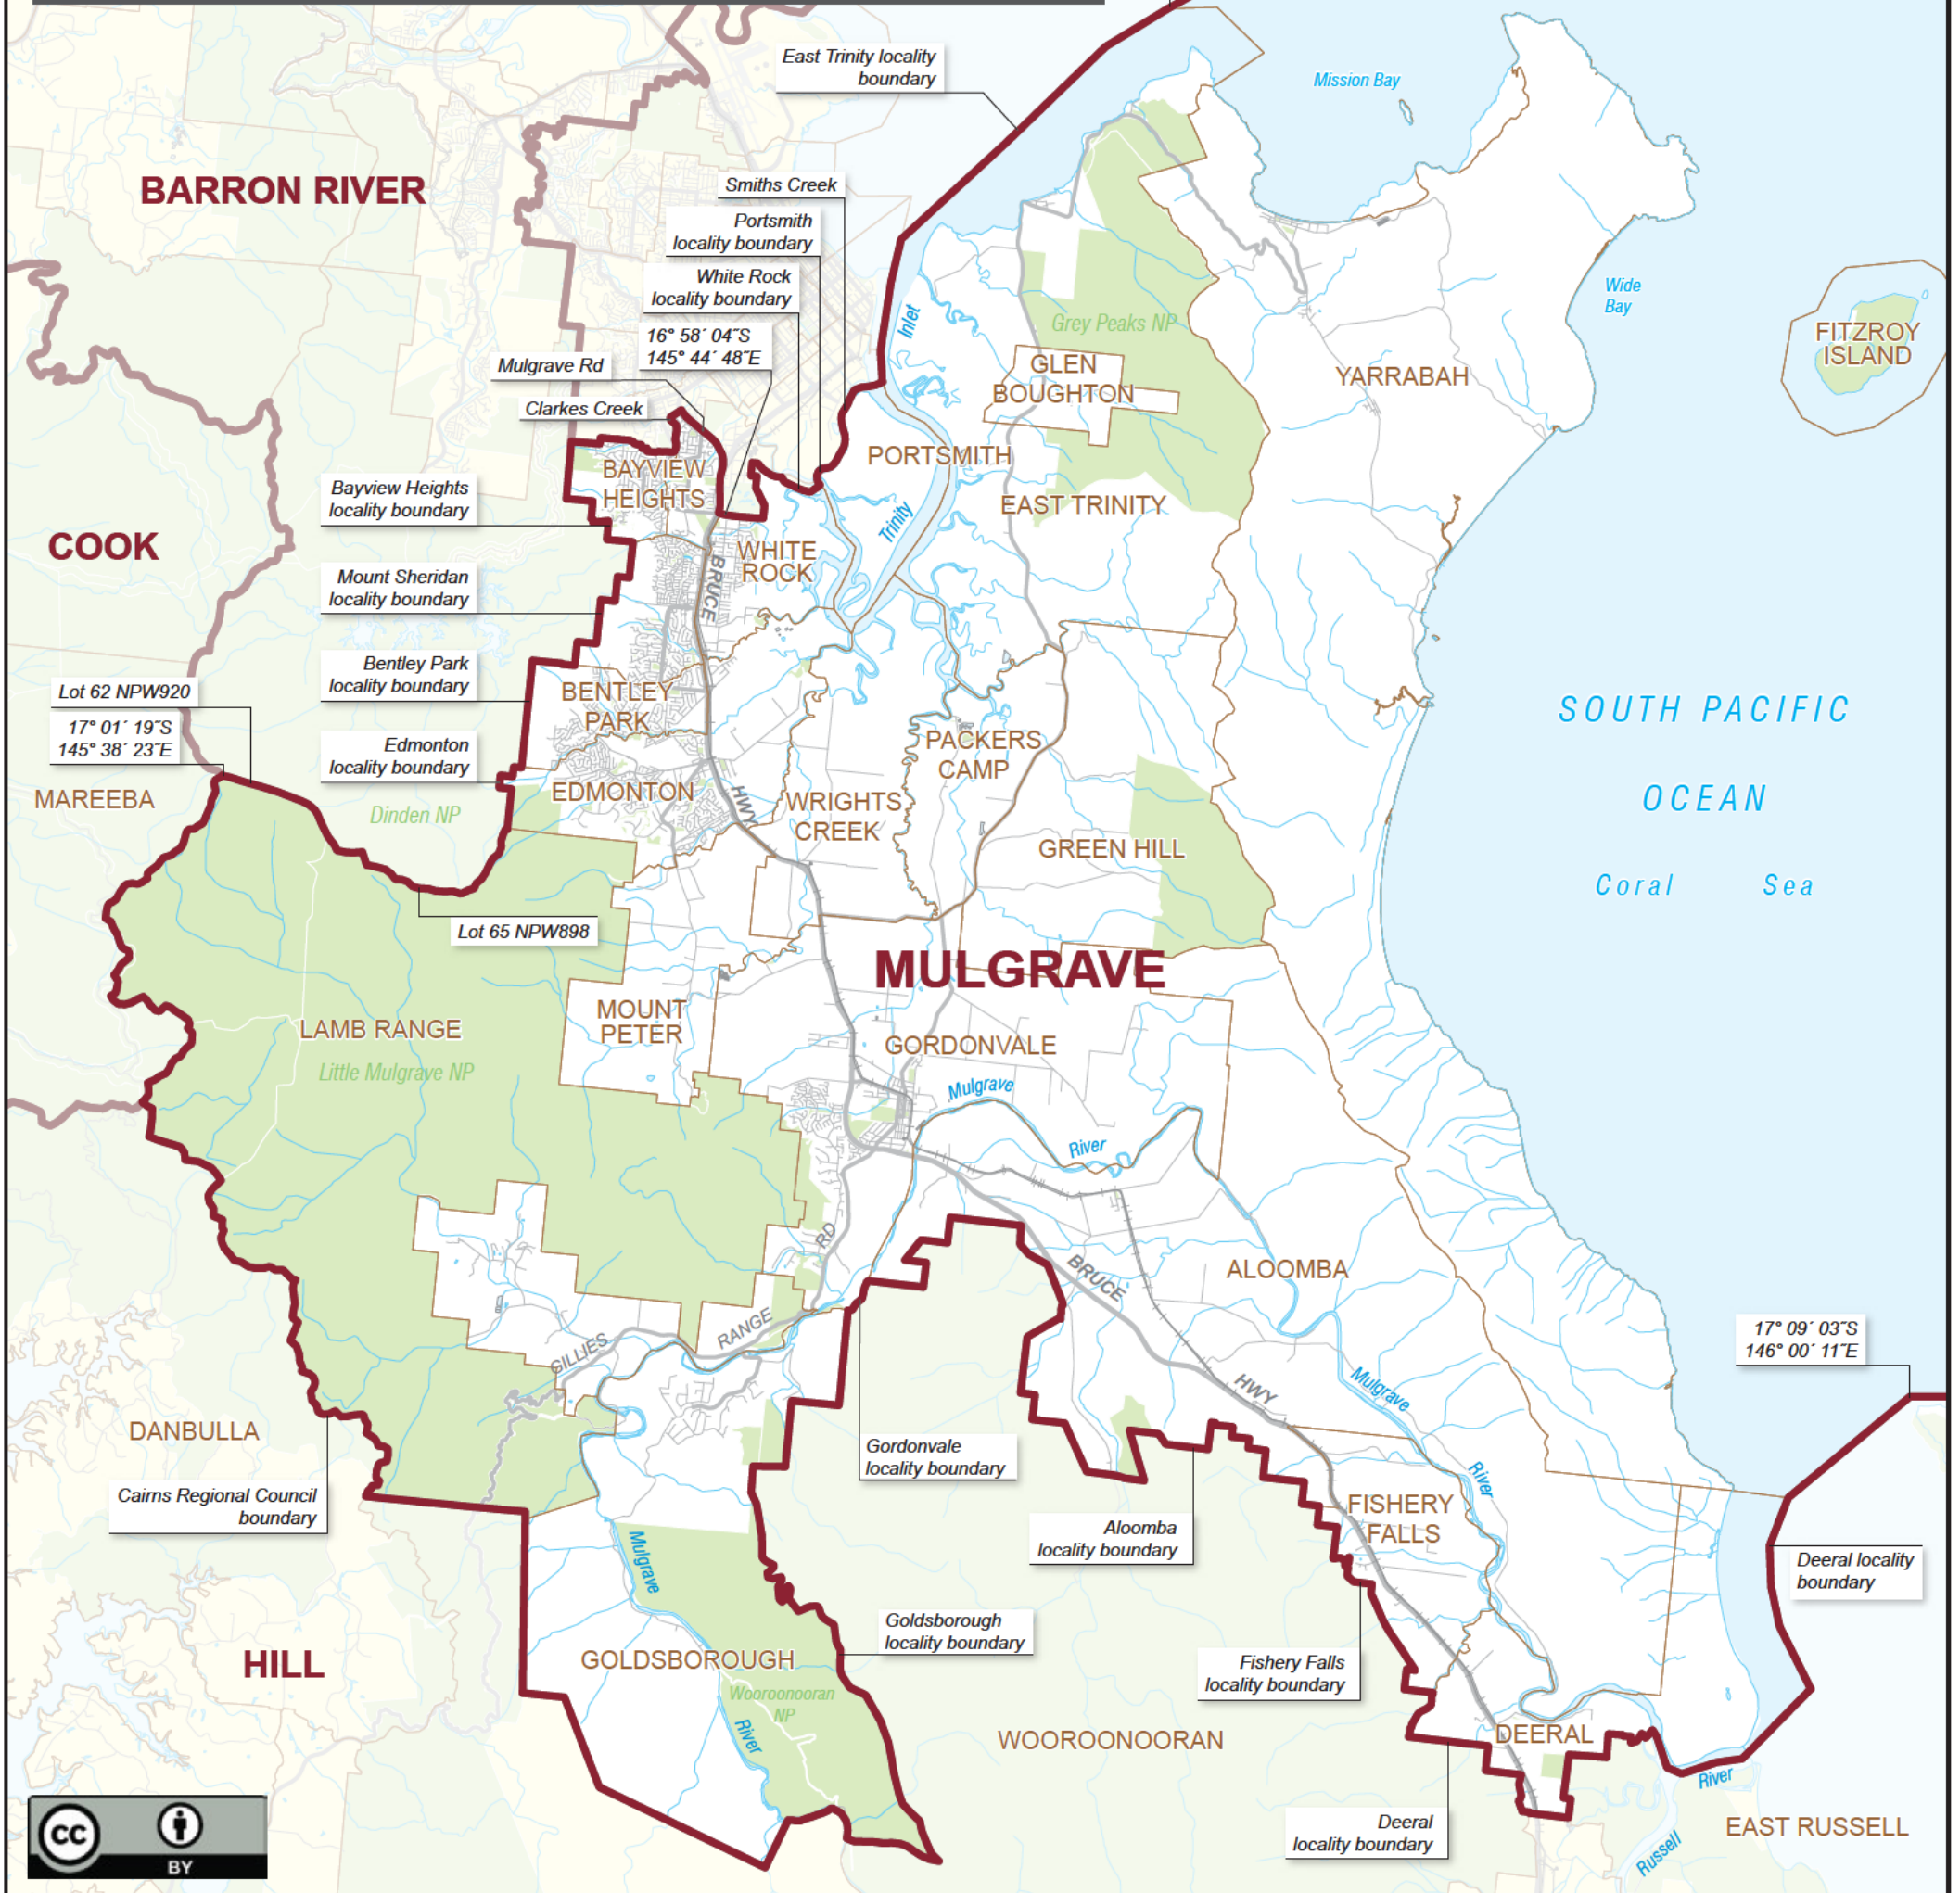 East Trinity locality
boundary
Mission Bay
BARRON RIVER
Smiths Creek
Portsmith
locality boundary
White Rock
locality boundary
16° 58´ 04˝S
145° 44´ 48˝E
Mulgrave Rd
Clarkes Creek
Inlet
Wide
Bay
Grey Peaks NP
GLEN
BOUGHTON
YARRABAH
FITZROY
ISLAND
BAYVIEW
HEIGHTS
PORTSMITH
Bayview Heights
locality boundary
EAST TRINITY
Trinity
COOK
WHITE
ROCK
BRUCE
Mount Sheridan
locality boundary
Bentley Park
locality boundary
Lot 62 NPW920
17° 01´ 19˝S
145° 38´ 23˝E
BENTLEY
PARK
SOUTH PACIFIC
OCEAN
Coral Sea
Edmonton
locality boundary
PACKERS
CAMP
MAREEBA
Dinden NP
EDMONTON
HWY
WRIGHTS
CREEK
GREEN HILL
Lot 65 NPW898
MULGRAVE
MOUNT
PETER
LAMB RANGE
Little Mulgrave NP
GORDONVALE
Mulgrave
River
RD
ALOOMBA
BRUCE
RANGE
GILLIES
17° 09´ 03˝S
146° 00´ 11˝E
HWY
Mulgrave
DANBULLA
Gordonvale
locality boundary
River
Cairns Regional Council
boundary
FISHERY
FALLS
Aloomba
locality boundary
Mulgrave
Deeral locality
boundary
Goldsborough
locality boundary
HILL
GOLDSBOROUGH
Fishery Falls
locality boundary
Wooroonooran
NP
River
WOOROONOORAN
DEERAL
River
Deeral
locality boundary
EAST RUSSELL
Russell
cc
BY